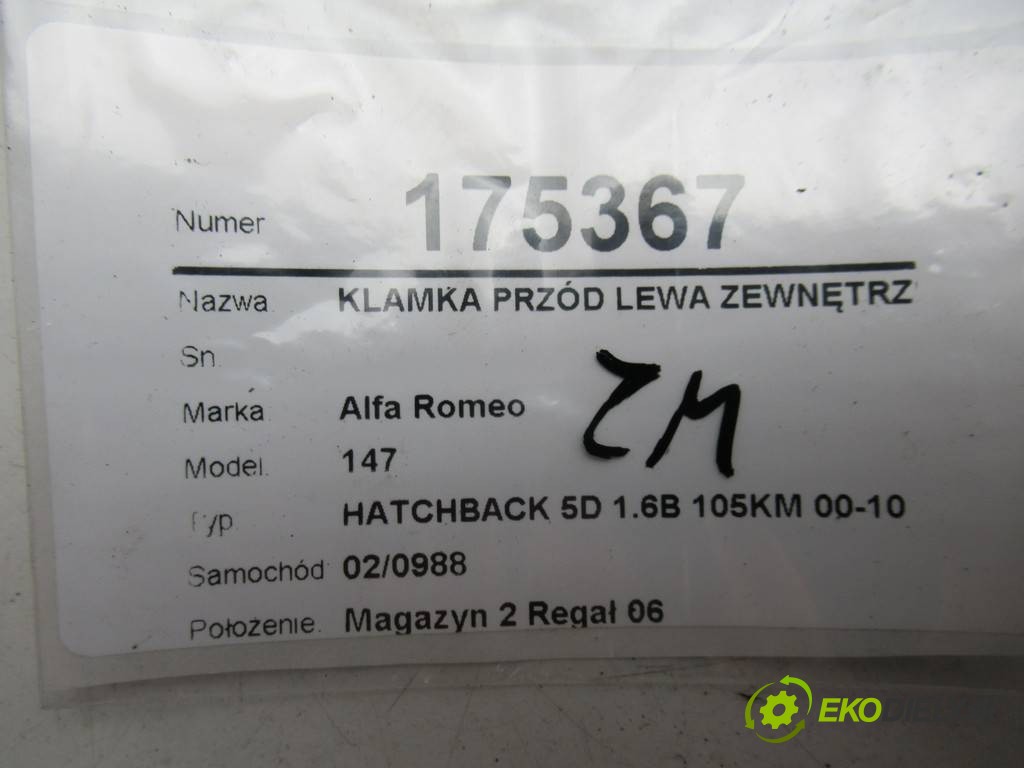 Numer 175367
Nazwa KLAMKA PRZÓD LEWA ZEWNĘTRZ
Sn
Marka Alfa Romeo
ZM
Model 147
Typ HATCHBACK 5D 1.6B 105KM 00-10
Samochód 02/0988
Położenie. Magazyn 2 Regał 06